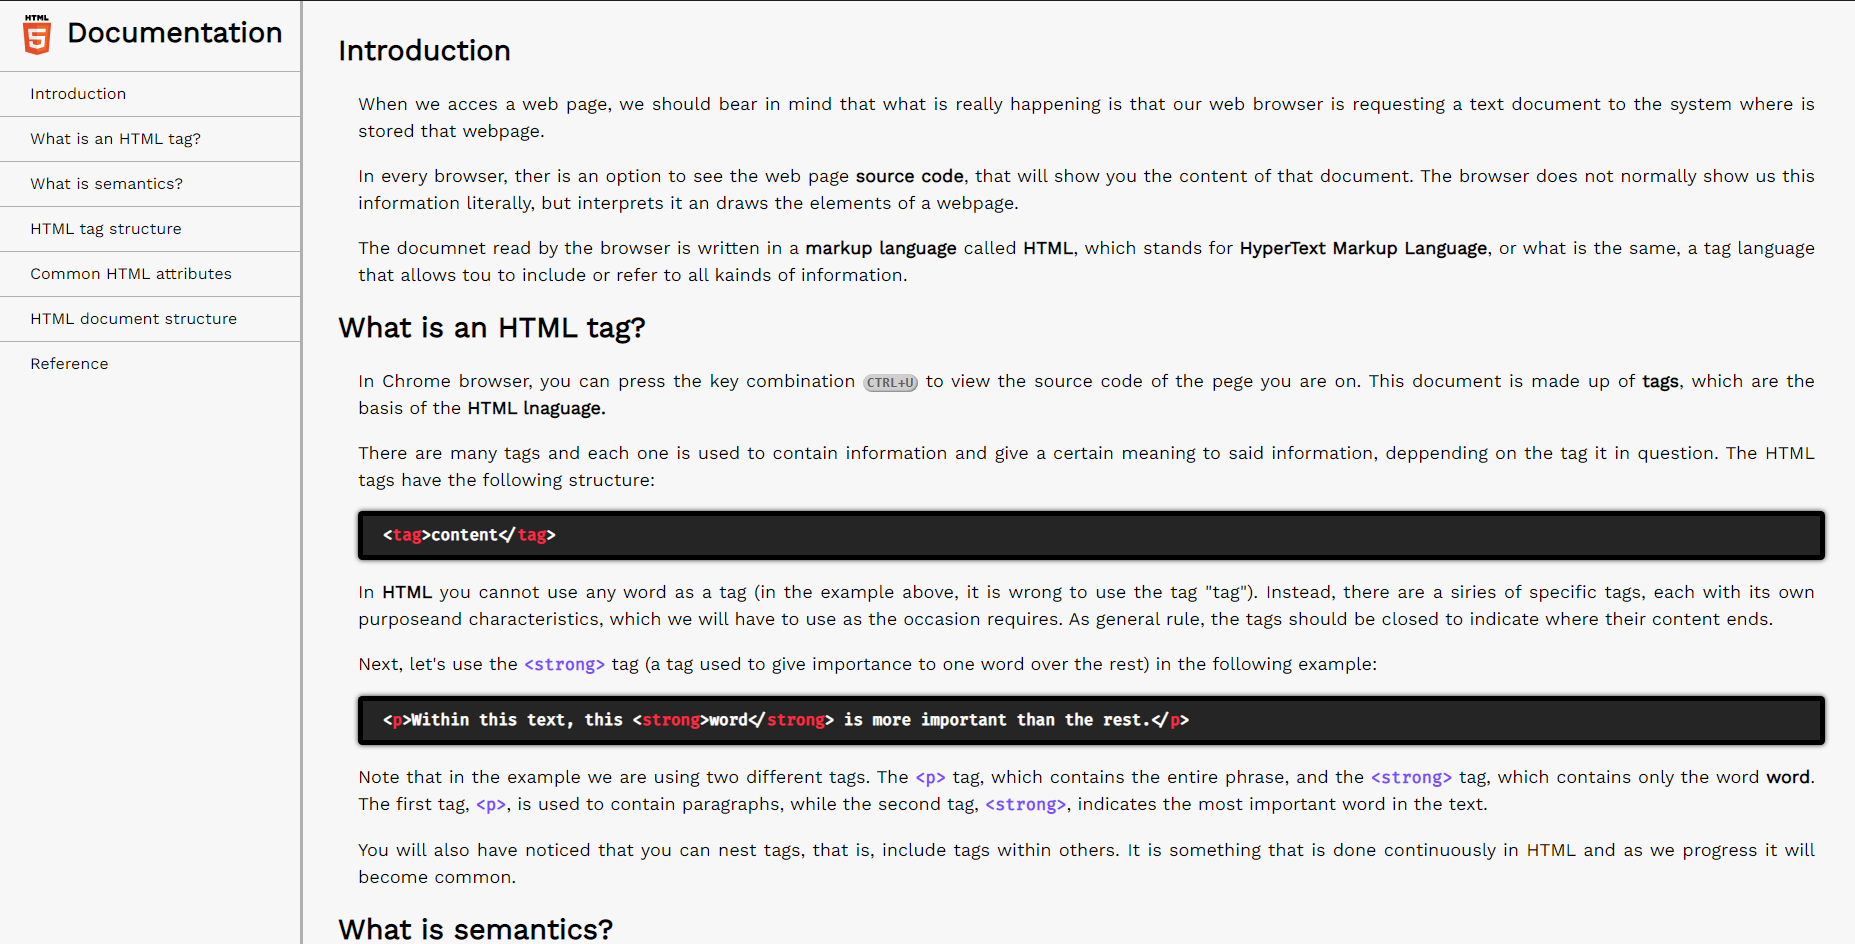 HTML
5
Documentation
Introduction
What is an HTML tag?
What is semantics?
HTML tag structure
Common HTML attributes
HTML document structure
Reference
Introduction
When we acces a web page, we should bear in mind that what is really happening is that our web browser is requesting a text document to the system where is
stored that webpage.
In every browser, ther is an option to see the web page source code, that will show you the content of that document. The browser does not normally show us this
information literally, but interprets it an draws the elements of a webpage.
The documnet read by the browser is written in a markup language called HTML, which stands for HyperText Markup Language, or what is the same, a tag language
that allows tou to include or refer to all kainds of information.
What is an HTML tag?
In Chrome browser, you can press the key combination CTRL+U to view the source code of the pege you are on. This document is made up of tags, which are the
basis of the HTML lnaguage.
There are many tags and each one is used to contain information and give a certain meaning to said information, deppending on the tag it in question. The HTML
tags have the following structure:
<tag>content</tag>
In HTML you cannot use any word as a tag (in the example above, it is wrong to use the tag "tag"). Instead, there are a siries of specific tags, each with its own
purposeand characteristics, which we will have to use as the occasion requires. As general rule, the tags should be closed to indicate where their content ends.
Next, let's use the <strong> tag (a tag used to give importance to one word over the rest) in the following example:
<p>Within this text, this <strong>word</strong> is more important than the rest.</p>
Note that in the example we are using two different tags. The <p> tag, which contains the entire phrase, and the <strong> tag, which contains only the word word.
The first tag, <p>, is used to contain paragraphs, while the second tag, <strong>, indicates the most important word in the text.
You will also have noticed that you can nest tags, that is, include tags within others. It is something that is done continuously in HTML and as we progress it will
become common.
What is semantics?